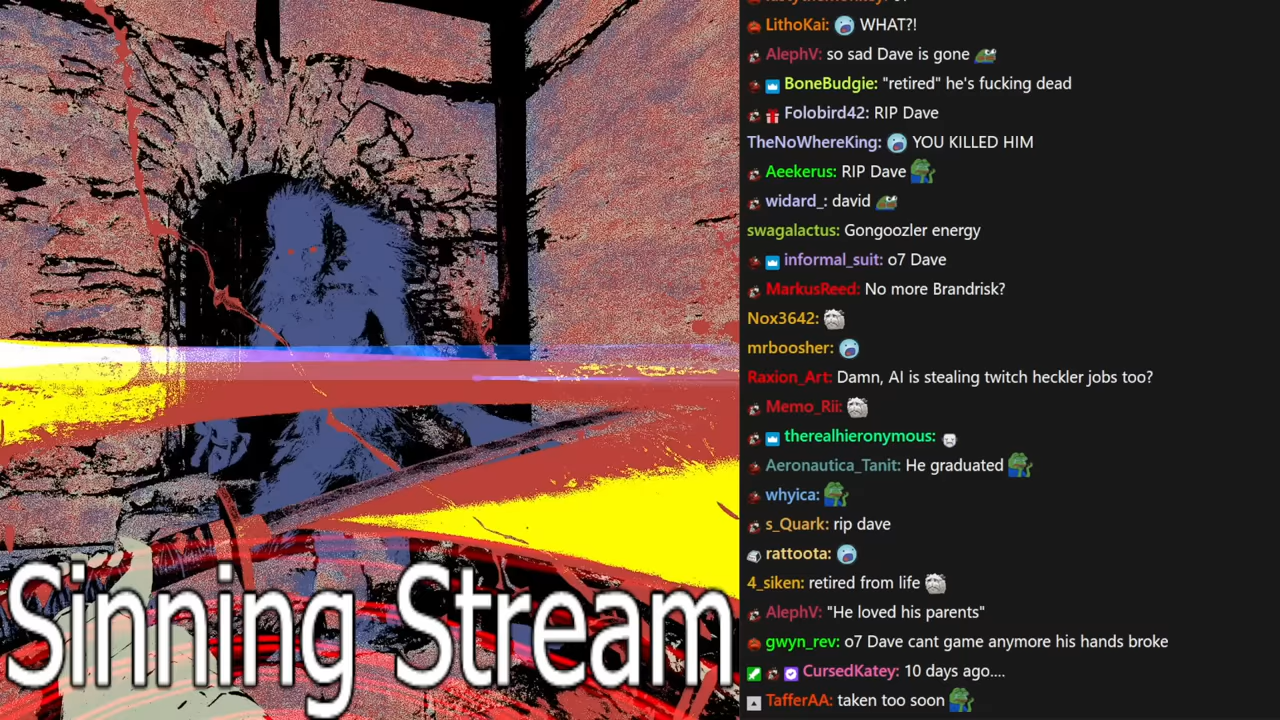 LithoKai: WHAT?!
AlephV: so sad Dave is gone
BoneBudgie: "retired" he's fucking dead
Folobird42: RIP Dave
TheNoWhereKing: YOU KILLED HIM
Aeekerus: RIP Dave
widard_: david
swagalactus: Gongoozler energy
informal_suit: o7 Dave
MarkusReed: No more Brandrisk?
Nox3642:
mrboosher:
Raxion_Art: Damn, AI is stealing twitch heckler jobs too?
Memo_Rii:
therealhieronymous:
Aeronautica_Tanit: He graduated
whyica:
s_Quark: rip dave
rattoota:
4_siken: retired from life
AlephV: "He loved his parents"
gwyn_rev: o7 Dave cant game anymore his hands broke
CursedKatey: 10 days ago....
TafferAA: taken too soon
Sinning Stream